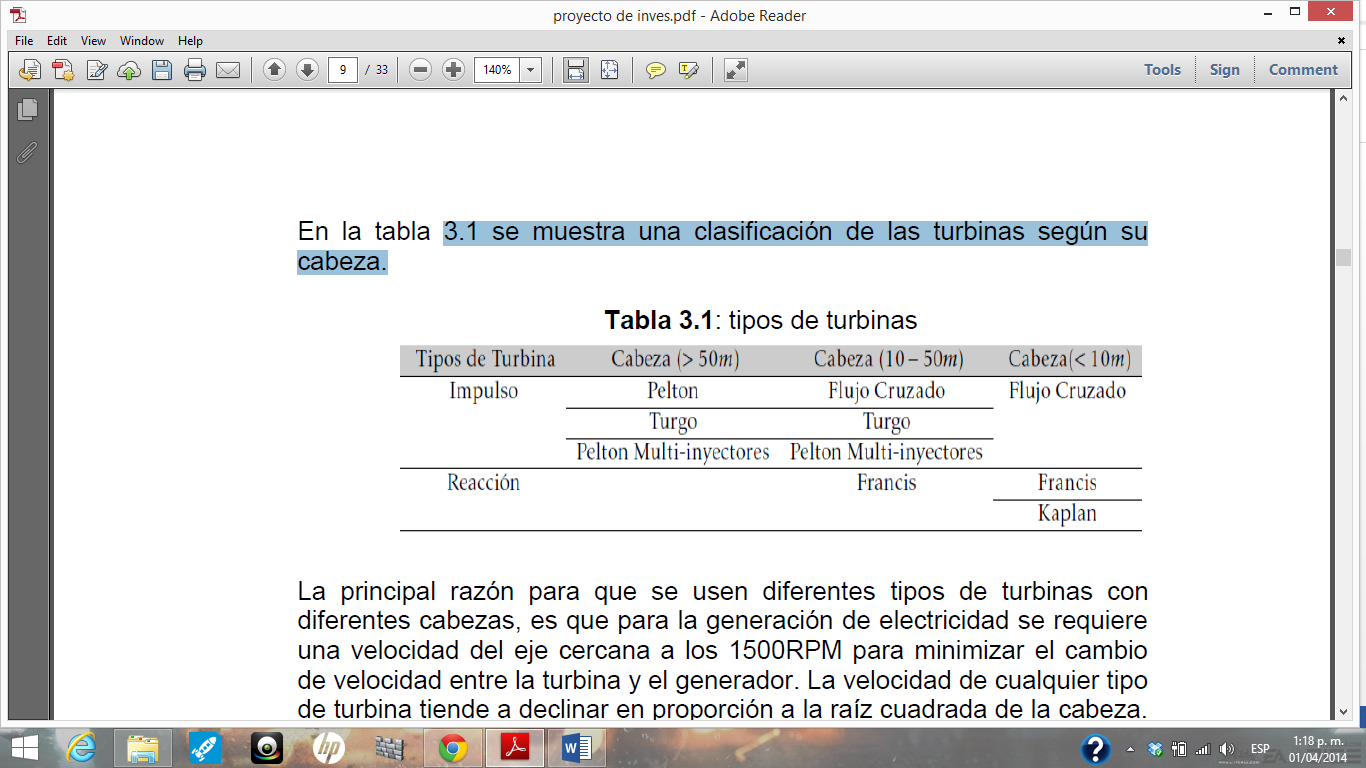 proyecto de inves.pdf - Adobe Reader
File Edit View Window Help
9 / 33 140% Tools Sign Comment
En la tabla 3.1 se muestra una clasificación de las turbinas según su
cabeza.
Tabla 3.1: tipos de turbinas
Tipos de Turbina Cabeza (> 50m) Cabeza (10 – 50m) Cabeza(< 10m)
Impulso Pelton Flujo Cruzado Flujo Cruzado
Turgo Turgo
Pelton Multi-inyectores Pelton Multi-inyectores
Reacción Francis Francis
Kaplan
La principal razón para que se usen diferentes tipos de turbinas con
diferentes cabezas, es que para la generación de electricidad se requiere
una velocidad del eje cercana a los 1500RPM para minimizar el cambio
de velocidad entre la turbina y el generador. La velocidad de cualquier tipo
de turbina tiende a declinar en proporción a la raíz cuadrada de la cabeza.
hp ESP 1:18 p. m.
01/04/2014